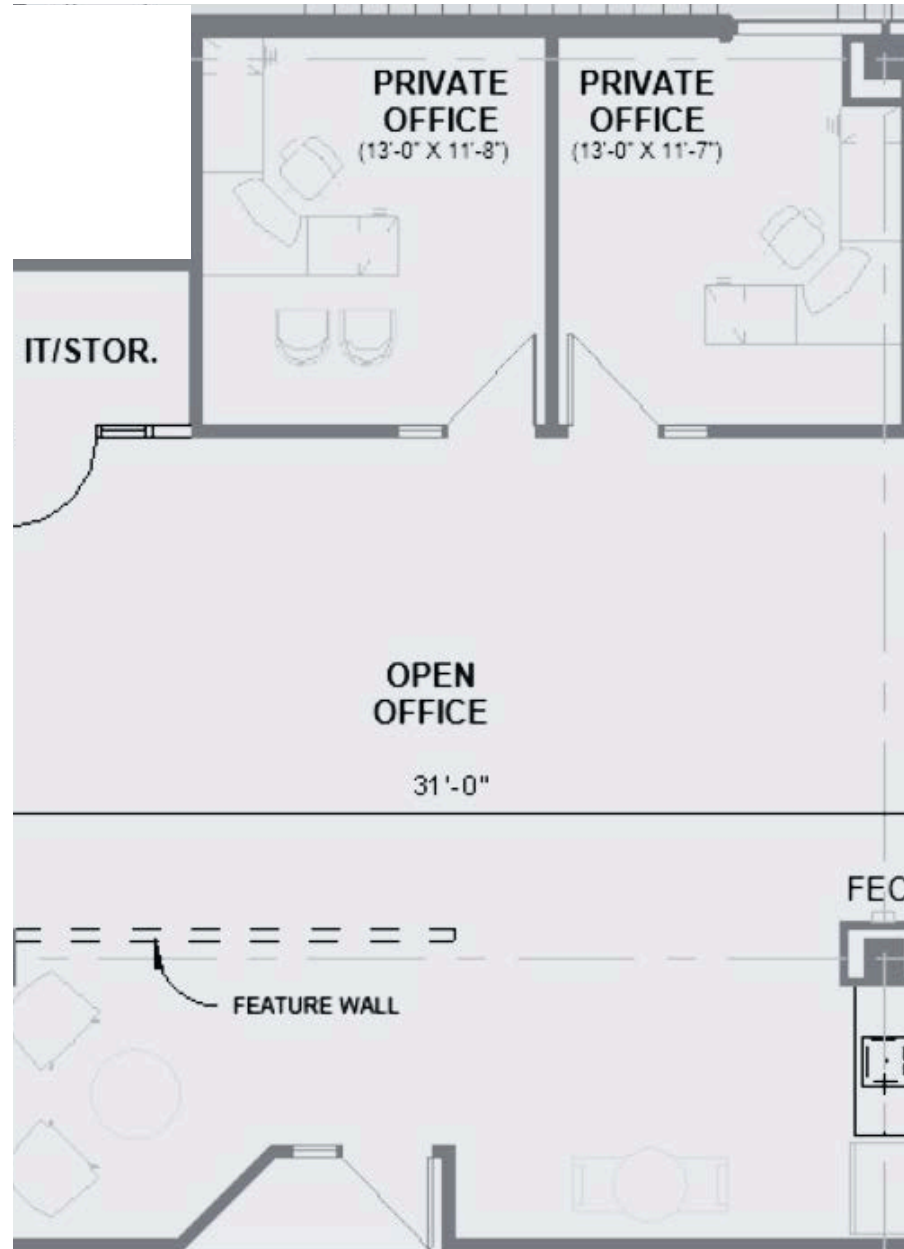 PRIVATE
OFFICE
(13'-0" X 11'-8")
PRIVATE
OFFICE
(13'-0" X 11'-7")
IT/STOR.
OPEN
OFFICE
31'-0"
FEC
FEATURE WALL